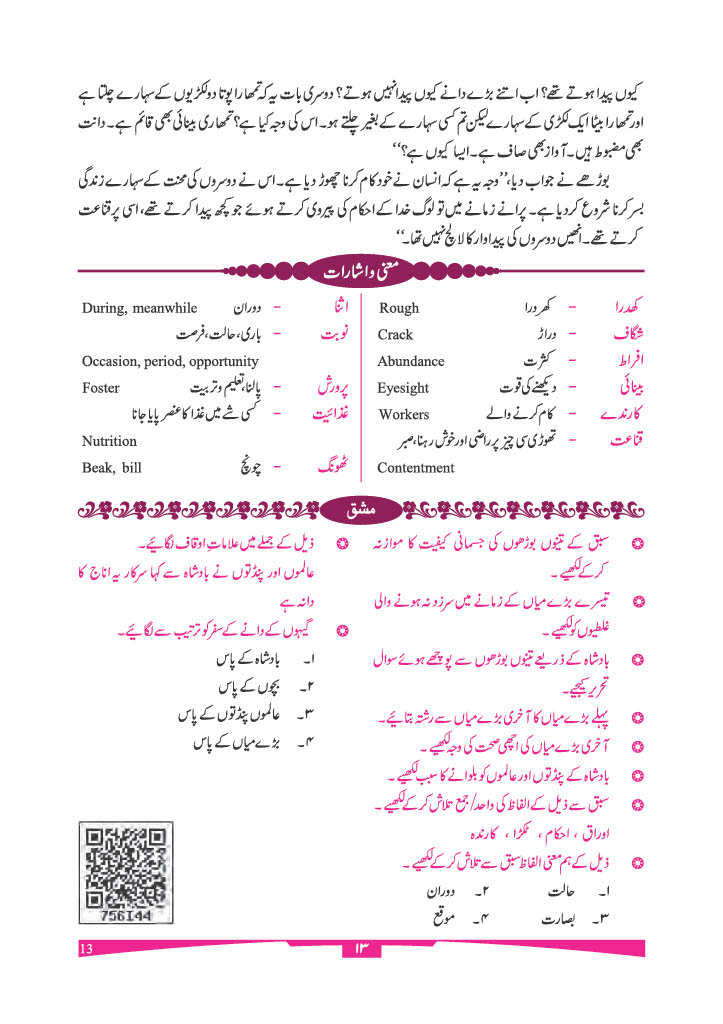 کیوں پیدا ہوتے تھے؟ اب اتنے بڑے دانے کیوں پیدا نہیں ہوتے؟ دوسری بات یہ کہ تمھارا پوتا دو لکڑیوں کے سہارے چلتا ہے
اور تمھارا بیٹا ایک لکڑی کے سہارے لیکن تم کسی سہارے کے بغیر چلتے ہو۔ اس کی وجہ کیا ہے؟ تمھاری بینائی بھی قائم ہے۔ دانت
بھی مضبوط ہیں۔ آواز بھی صاف ہے۔ ایسا کیوں ہے؟‘‘
بوڑھے نے جواب دیا، ’’وجہ یہ ہے کہ انسان نے خود کام کرنا چھوڑ دیا ہے۔ اس نے دوسروں کی محنت کے سہارے زندگی
بسر کرنا شروع کر دیا ہے۔ پرانے زمانے میں تو لوگ خدا کے احکام کی پیروی کرتے ہوئے جو کچھ پیدا کرتے تھے، اسی پر قناعت
کرتے تھے۔ انھیں دوسروں کی پیداوار کا لالچ نہیں تھا۔‘‘
معنی و اشارات
کھدرا - کھردرا Rough
شگاف - دراڑ Crack
افراط - کثرت Abundance
بینائی - دیکھنے کی قوت Eyesight
کارندے - کام کرنے والے Workers
قناعت - تھوڑی سی چیز پر راضی اور خوش رہنا، صبر
Contentment
اثنا - دوران During, meanwhile
نوبت - باری، حالت، فرصت
Occasion, period, opportunity
پرورش - پالنا، تعلیم و تربیت Foster
غذائیت - کسی شے میں غذا کا عنصر پایا جانا
Nutrition
ٹھونگ - چونچ Beak, bill
مشق
سبق کے تینوں بوڑھوں کی جسمانی کیفیت کا موازنہ
کر کے لکھیے۔
تیسرے بڑے میاں کے زمانے میں سرزد نہ ہونے والی
غلطیوں کو لکھیے۔
بادشاہ کے ذریعے تینوں بوڑھوں سے پوچھے ہوئے سوال
تحریر کیجیے۔
پہلے بڑے میاں کا آخری بڑے میاں سے رشتہ بتائیے۔
آخری بڑے میاں کی اچھی صحت کی وجہ لکھیے۔
بادشاہ کے پنڈتوں اور عالموں کو بلوانے کا سبب لکھیے۔
سبق سے ذیل کے الفاظ کی واحد/جمع تلاش کر کے لکھیے۔
اوراق ، احکام ، ٹکڑا ، کارندہ
ذیل کے ہم معنی الفاظ سبق سے تلاش کر کے لکھیے۔
۱۔ حالت ۲۔ دوران
۳۔ بصارت ۴۔ موقع
ذیل کے جملے میں علاماتِ اوقاف لگائیے۔
عالموں اور پنڈتوں نے بادشاہ سے کہا سرکار یہ اناج کا
دانہ ہے
گیہوں کے دانے کے سفر کو ترتیب سے لگائیے۔
۱۔ بادشاہ کے پاس
۲۔ بچوں کے پاس
۳۔ عالموں پنڈتوں کے پاس
۴۔ بڑے میاں کے پاس
756I44
13
۱۳